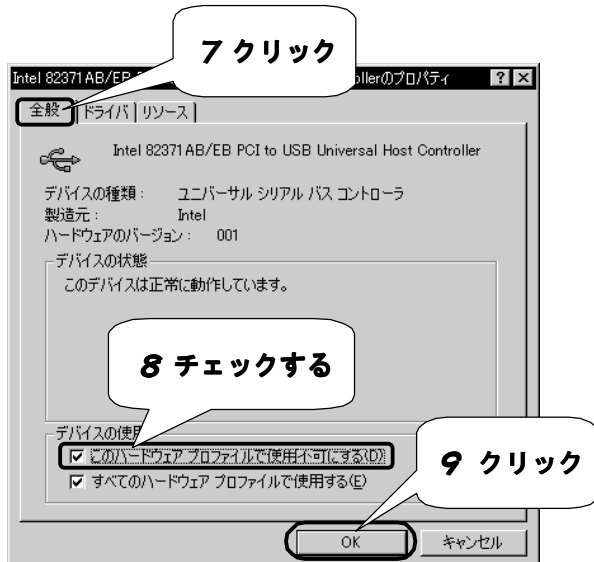 7 クリック
Intel 82371AB/EB ollerのプロパティ
全般 ドライバ リソース
Intel 82371AB/EB PCI to USB Universal Host Controller
デバイスの種類： ユニバーサル シリアル バス コントローラ
製造元： Intel
ハードウェアのバージョン： 001
デバイスの状態
このデバイスは正常に動作しています。
8 チェックする
デバイスの使用
このハードウェア プロファイルで使用不可にする(D)
すべてのハードウェア プロファイルで使用する(E)
9 クリック
OK キャンセル